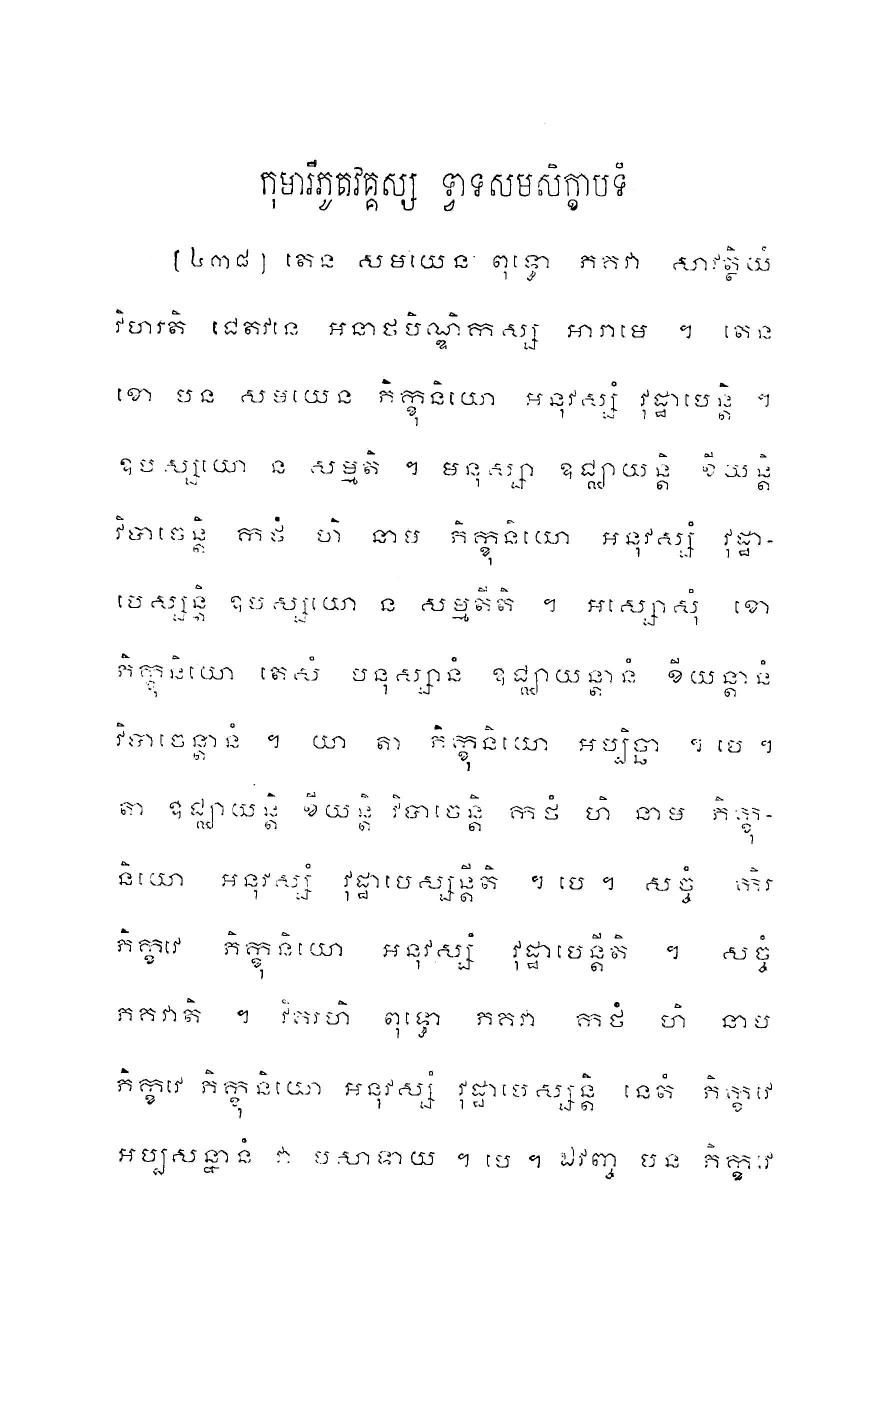 កុមារីភូតវគ្គស្ស ទ្វាទសមសិក្ខាបទំ
[៤៣៨] តេន សមយេន ពុទ្ធោ ភគវា សាវត្ថិយំ
វិហរតិ ជេតវនេ អនាថបិណ្ឌិកស្ស អារាមេ ។ តេន
ខោ បន សមយេន ភិក្ខុនិយោ អនុវស្សំ វុដ្ឋាបេន្តិ ។
ឧបស្សយោ ន សម្មតិ ។ មនុស្សា ឧជ្ឈាយន្តិ ខីយន្តិ
វិបាចេន្តិ កថំ ហិ នាម ភិក្ខុនិយោ អនុវស្សំ វុដ្ឋា-
បេស្សន្តិ ឧបស្សយោ ន សម្មតីតិ ។ អស្សោសុំ ខោ
ភិក្ខុនិយោ តេសំ មនុស្សានំ ឧជ្ឈាយន្តានំ ខីយន្តានំ
វិបាចេន្តានំ ។ យា តា ភិក្ខុនិយោ អប្បិច្ឆា ។ បេ ។
តា ឧជ្ឈាយន្តិ ខីយន្តិ វិបាចេន្តិ កថំ ហិ នាម ភិក្ខុ-
និយោ អនុវស្សំ វុដ្ឋាបេស្សន្តីតិ ។ បេ ។ សច្ចំ កិរ
ភិក្ខវេ ភិក្ខុនិយោ អនុវស្សំ វុដ្ឋាបេន្តីតិ ។ សច្ចំ
ភគវាតិ ។ វិគរហិ ពុទ្ធោ ភគវា កថំ ហិ នាម
ភិក្ខវេ ភិក្ខុនិយោ អនុវស្សំ វុដ្ឋាបេស្សន្តិ នេតំ ភិក្ខវេ
អប្បសន្នានំ វា បសាទាយ ។ បេ ។ ឯវញ្ច បន ភិក្ខវេ